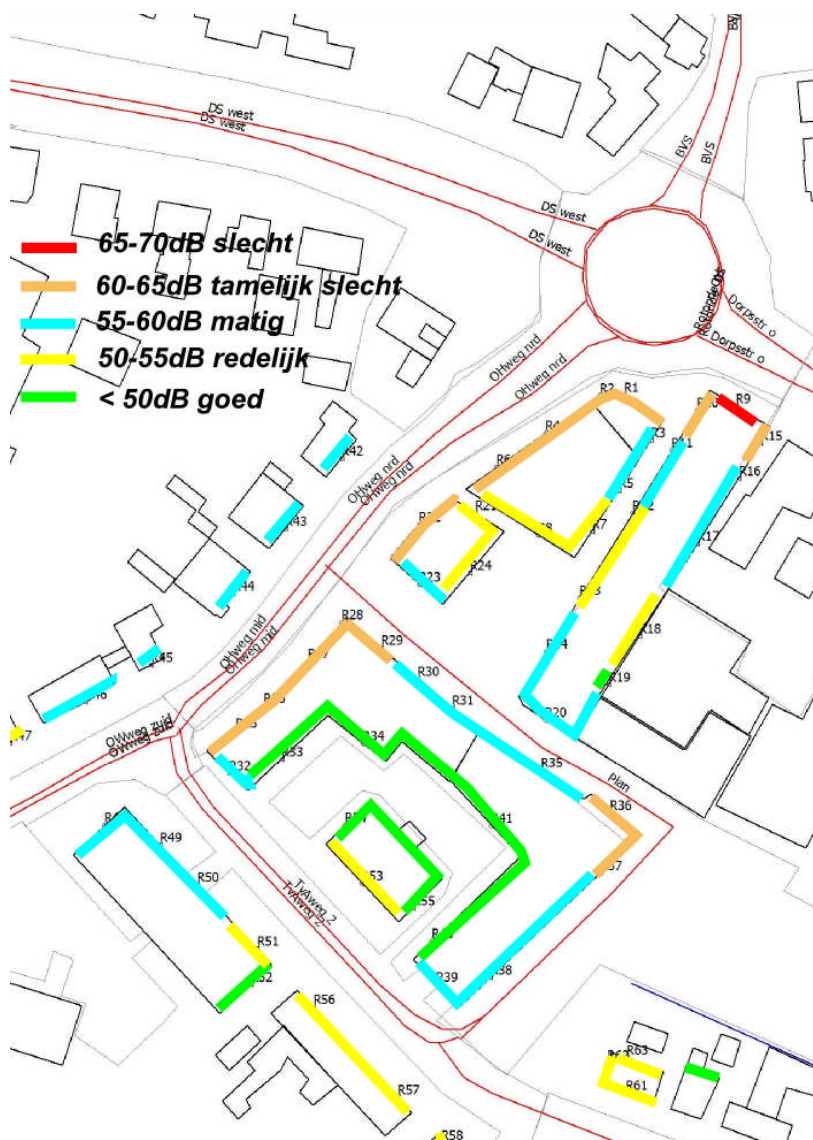 DS west
DS west
BVS
BVS
DS west
DS west
65-70dB slecht
60-65dB tamelijk slecht
55-60dB matig
50-55dB redelijk
< 50dB goed
Dorpsstr o
Dorpsstr o
OHweg nrd
OHweg nrd
R2
R1
R9
R3
R15
R11
R16
R42
OHweg nrd
OHweg nrd
R5
R21
R7
R17
R43
R23
R24
R44
R18
OHweg mid
OHweg mid
R28
R29
R45
R19
R30
R31
R20
R34
R33
R32
R35
Plan
R36
OWweg zuid
R41
R49
R50
R53
R55
TvAweg 2
TvAweg 2
R51
R39
R38
R56
R57
R63
R61
R58